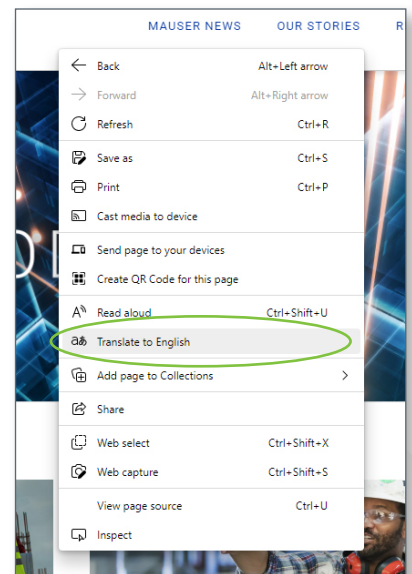 MAUSER NEWS OUR STORIES R
Back Alt+Left arrow
Forward Alt+Right arrow
Refresh Ctrl+R
Save as Ctrl+S
Print Ctrl+P
Cast media to device
Send page to your devices
Create QR Code for this page
Read aloud Ctrl+Shift+U
Translate to English
Add page to Collections
Share
Web select Ctrl+Shift+X
Web capture Ctrl+Shift+S
View page source Ctrl+U
Inspect